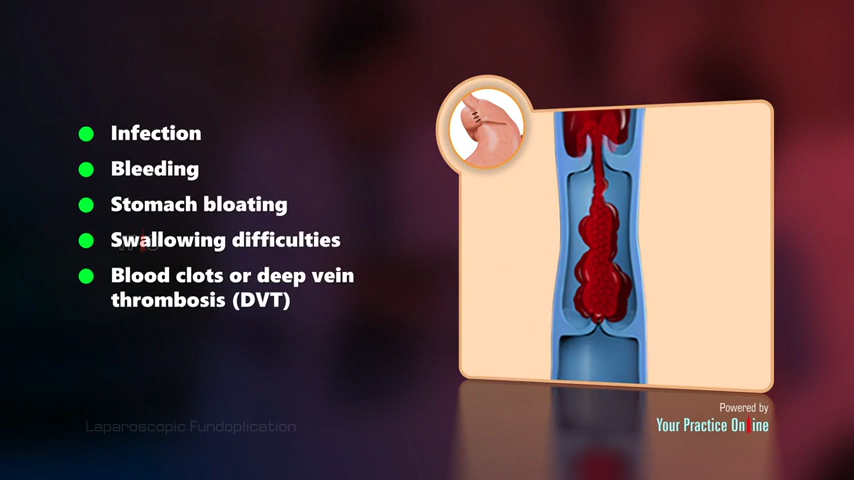 Infection
Bleeding
Stomach bloating
Swallowing difficulties
Blood clots or deep vein
thrombosis (DVT)
Laparoscopic Fundoplication
Powered by
Your Practice Online